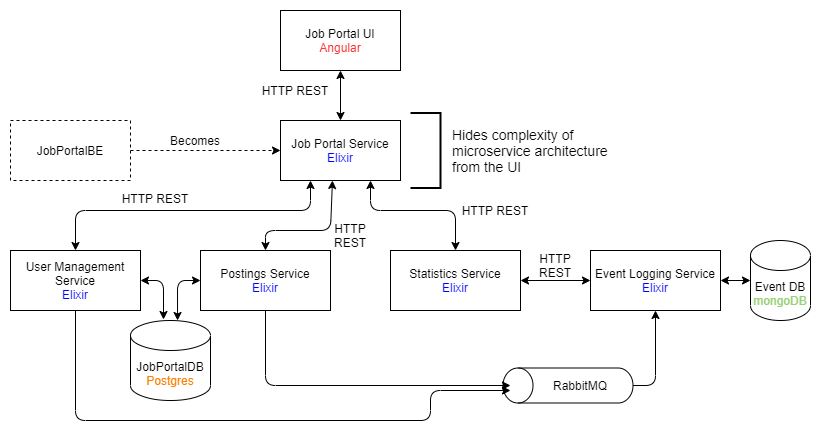 Job Portal UI
Angular
HTTP REST
JobPortalBE
Becomes
Job Portal Service
Elixir
Hides complexity of
microservice architecture
from the UI
HTTP REST
HTTP
REST
HTTP REST
User Management
Service
Elixir
Postings Service
Elixir
Statistics Service
Elixir
HTTP
REST
Event Logging Service
Elixir
Event DB
mongoDB
JobPortalDB
Postgres
RabbitMQ